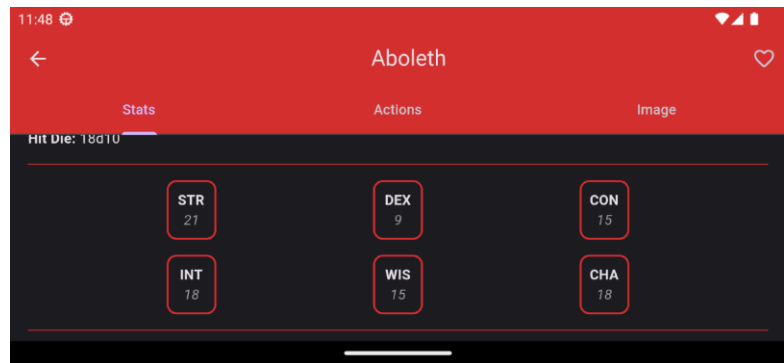 11:48
Aboleth
Stats Actions Image
Hit Die: 18d10
STR DEX CON
21 9 15
INT WIS CHA
18 15 18